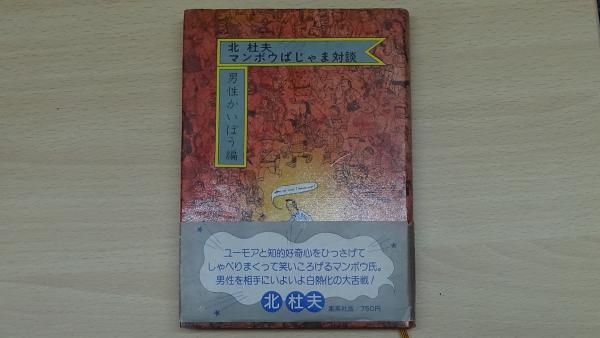 北 杜夫
マンボウぱじゃま対談
男性かいぼう編
ユーモアと知的好奇心をひっさげて
しゃべりまくって笑いころげるマンボウ氏。
男性を相手にいよいよ白熱化の大舌戦!
北杜夫
集英社版/750円